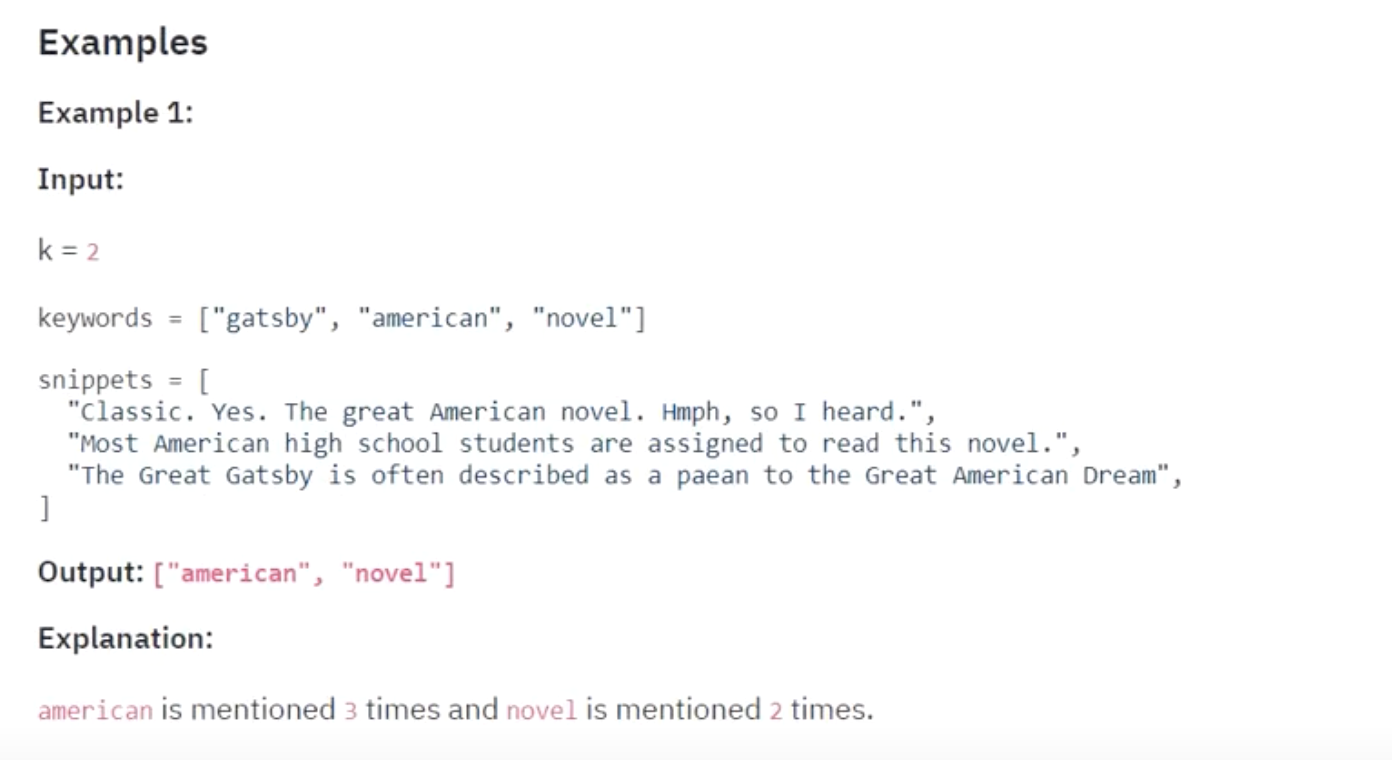 Examples
Example 1:
Input:
k = 2
keywords = ["gatsby", "american", "novel"]
snippets = [
"Classic. Yes. The great American novel. Hmph, so I heard.",
"Most American high school students are assigned to read this novel.",
"The Great Gatsby is often described as a paean to the Great American Dream",
]
Output: ["american", "novel"]
Explanation:
american is mentioned 3 times and novel is mentioned 2 times.